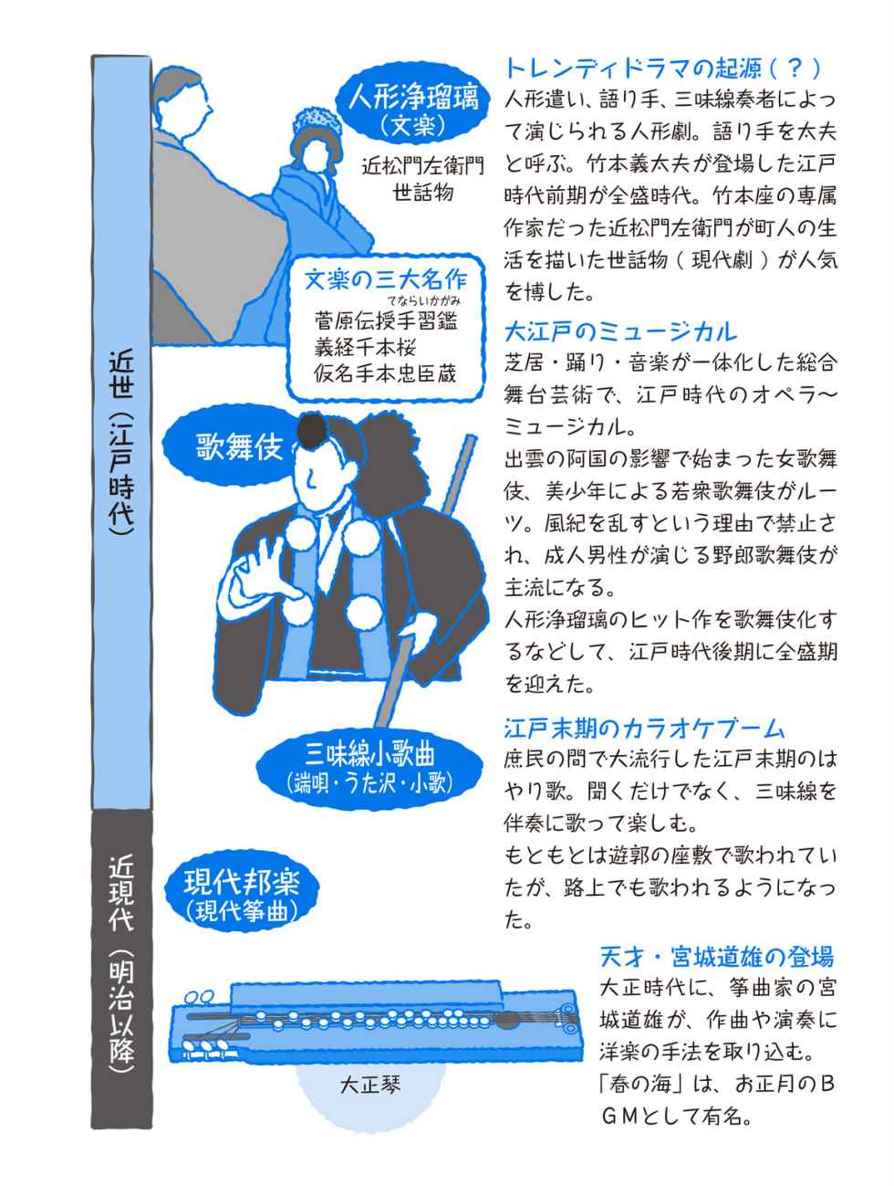 近世（江戸時代）
人形浄瑠璃
（文楽）
近松門左衛門
世話物
文楽の三大名作
てならいかがみ
菅原伝授手習鑑
義経千本桜
仮名手本忠臣蔵
トレンディドラマの起源（？）
人形遣い、語り手、三味線奏者によっ
て演じられる人形劇。語り手を太夫
と呼ぶ。竹本義太夫が登場した江戸
時代前期が全盛時代。竹本座の専属
作家だった近松門左衛門が町人の生
活を描いた世話物（現代劇）が人気
を博した。
歌舞伎
大江戸のミュージカル
芝居・踊り・音楽が一体化した総合
舞台芸術で、江戸時代のオペラ〜
ミュージカル。
出雲の阿国の影響で始まった女歌舞
伎、美少年による若衆歌舞伎がルー
ツ。風紀を乱すという理由で禁止さ
れ、成人男性が演じる野郎歌舞伎が
主流になる。
人形浄瑠璃のヒット作を歌舞伎化す
るなどして、江戸時代後期に全盛期
を迎えた。
三味線小歌曲
（端唄・うた沢・小歌）
江戸末期のカラオケブーム
庶民の間で大流行した江戸末期のは
やり歌。聞くだけでなく、三味線を
伴奏に歌って楽しむ。
もともとは遊郭の座敷で歌われてい
たが、路上でも歌われるようになっ
た。
近現代（明治以降）
現代邦楽
（現代箏曲）
大正琴
天才・宮城道雄の登場
大正時代に、箏曲家の宮
城道雄が、作曲や演奏に
洋楽の手法を取り込む。
「春の海」は、お正月のＢ
ＧＭとして有名。